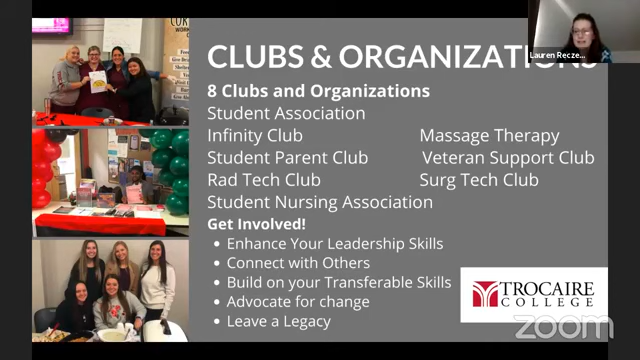 Lauren Recze...
CLUBS & ORGANIZATIONS
8 Clubs and Organizations
Student Association
Infinity Club
Massage Therapy
Student Parent Club
Veteran Support Club
Rad Tech Club
Surg Tech Club
Student Nursing Association
Get Involved!
• Enhance Your Leadership Skills
• Connect with Others
• Build on your Transferable Skills
• Advocate for change
• Leave a Legacy
TROCAIRE
COLLEGE
zoom